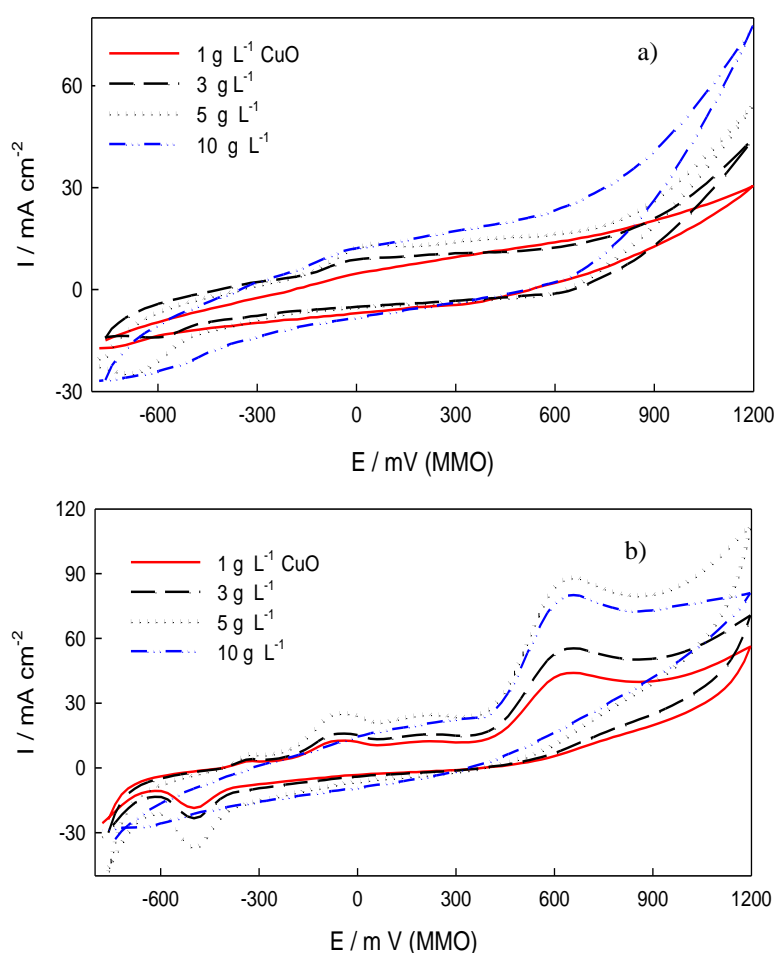 a)
1 g L⁻¹ CuO
3 g L⁻¹
5 g L⁻¹
10 g L⁻¹
60
30
0
-30
I / mA cm⁻²
-600 -300 0 300 600 900 1200
E / mV (MMO)
b)
1 g L⁻¹ CuO
3 g L⁻¹
5 g L⁻¹
10 g L⁻¹
120
90
60
30
0
-30
I / mA cm⁻²
-600 -300 0 300 600 900 1200
E / m V (MMO)